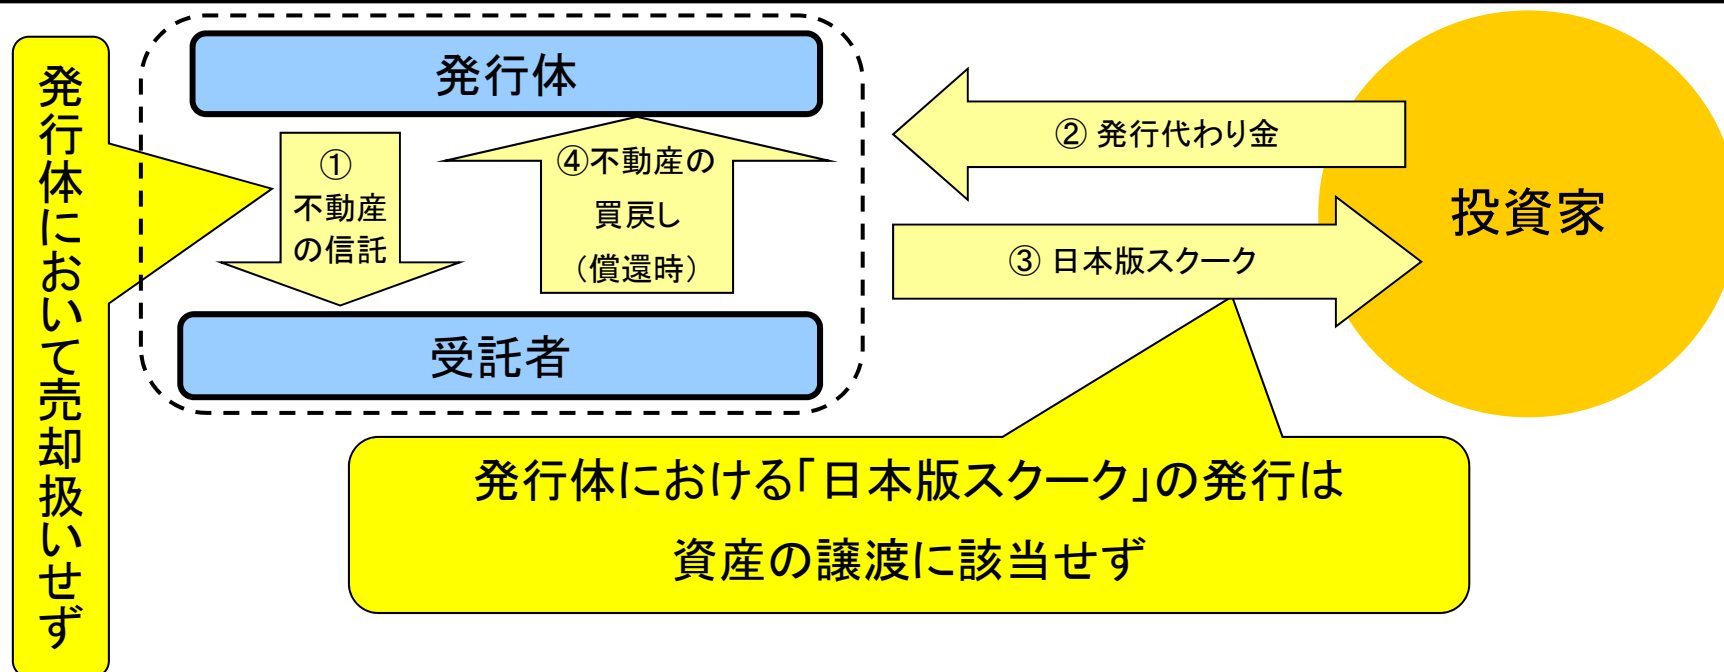 発行体において売却扱いせず
発行体
①
不動産
の信託
④不動産の
買戻し
（償還時）
受託者
② 発行代わり金
③ 日本版スクーク
投資家
発行体における「日本版スクーク」の発行は
資産の譲渡に該当せず